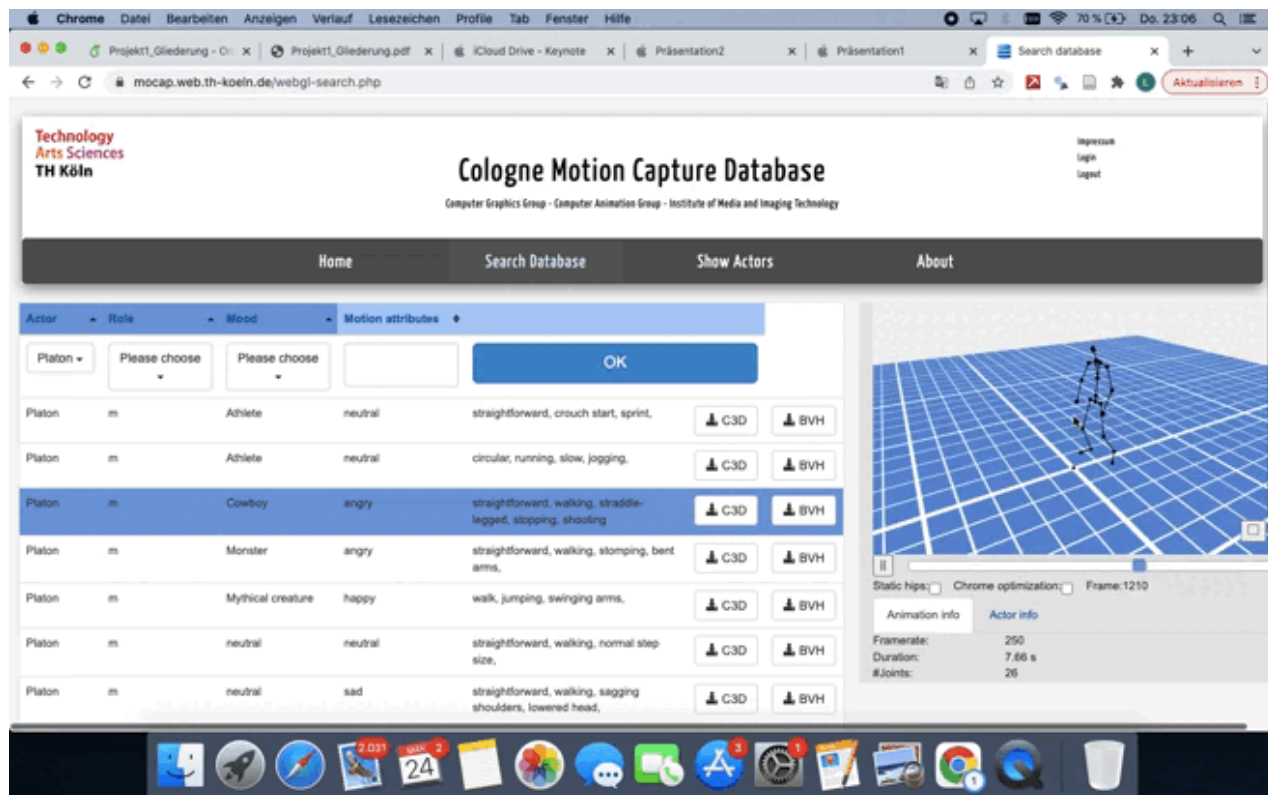 Chrome Datei Bearbeiten Anzeigen Verlauf Lesezeichen Profile Tab Fenster Hilfe 70 % Do. 23:06
Projekt1_Gliederung - O Projekt1_Gliederung.pdf iCloud Drive - Keynote Präsentation2 Präsentation1 Search database
mocap.web.th-koeln.de/webgl-search.php Aktualisieren
Technology
Arts Sciences
TH Köln
Cologne Motion Capture Database
Computer Graphics Group - Computer Animation Group - Institute of Media and Imaging Technology
Impressum
Login
Logout
Home Search Database Show Actors About
Actor Role Mood Motion attributes
Platon Please choose Please choose OK
Platon m Athlete neutral straightforward, crouch start, sprint, C3D BVH
Platon m Athlete neutral circular, running, slow, jogging, C3D BVH
Platon m Cowboy angry straightforward, walking, straddle-
legged, stopping, shooting C3D BVH
Platon m Monster angry straightforward, walking, stomping, bent
arms, C3D BVH
Platon m Mythical creature happy walk, jumping, swinging arms, C3D BVH
Platon m neutral neutral straightforward, walking, normal step
size, C3D BVH
Platon m neutral sad straightforward, walking, sagging
shoulders, lowered head, C3D BVH
Static hips: Chrome optimization: Frame:1210
Animation info Actor info
Framerate: 250
Duration: 7.66 s
#Joints: 26
2.031 2 24 3 1 1